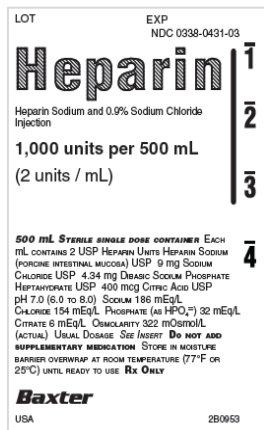 LOT EXP
NDC 0338-0431-03
Heparin
Heparin Sodium and 0.9% Sodium Chloride
Injection
1,000 units per 500 mL
(2 units / mL)
1
2
3
4
500 mL STERILE SINGLE DOSE CONTAINER EACH
mL CONTAINS 2 USP HEPARIN UNITS HEPARIN SODIUM
(PORCINE INTESTINAL MUCOSA) USP 9 mg SODIUM
CHLORIDE USP 4.34 mg DIBASIC SODIUM PHOSPHATE
HEPTAHYDRATE USP 400 mcg CITRIC ACID USP
pH 7.0 (6.0 TO 8.0) SODIUM 186 mEq/L
CHLORIDE 154 mEq/L PHOSPHATE (AS HPO₄⁼) 32 mEq/L
CITRATE 6 mEq/L OSMOLARITY 322 mOsmol/L
(ACTUAL) USUAL DOSAGE SEE INSERT DO NOT ADD
SUPPLEMENTARY MEDICATION STORE IN MOISTURE
BARRIER OVERWRAP AT ROOM TEMPERATURE (77°F OR
25°C) UNTIL READY TO USE RX ONLY
Baxter
USA 2B0953